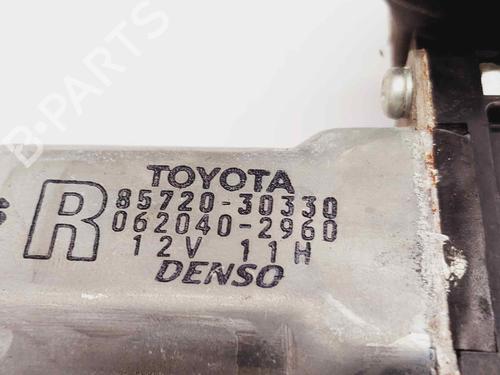 B-PARTS
TOYOTA
R 85720-30330
062040-2960
12V 11H
DENSO